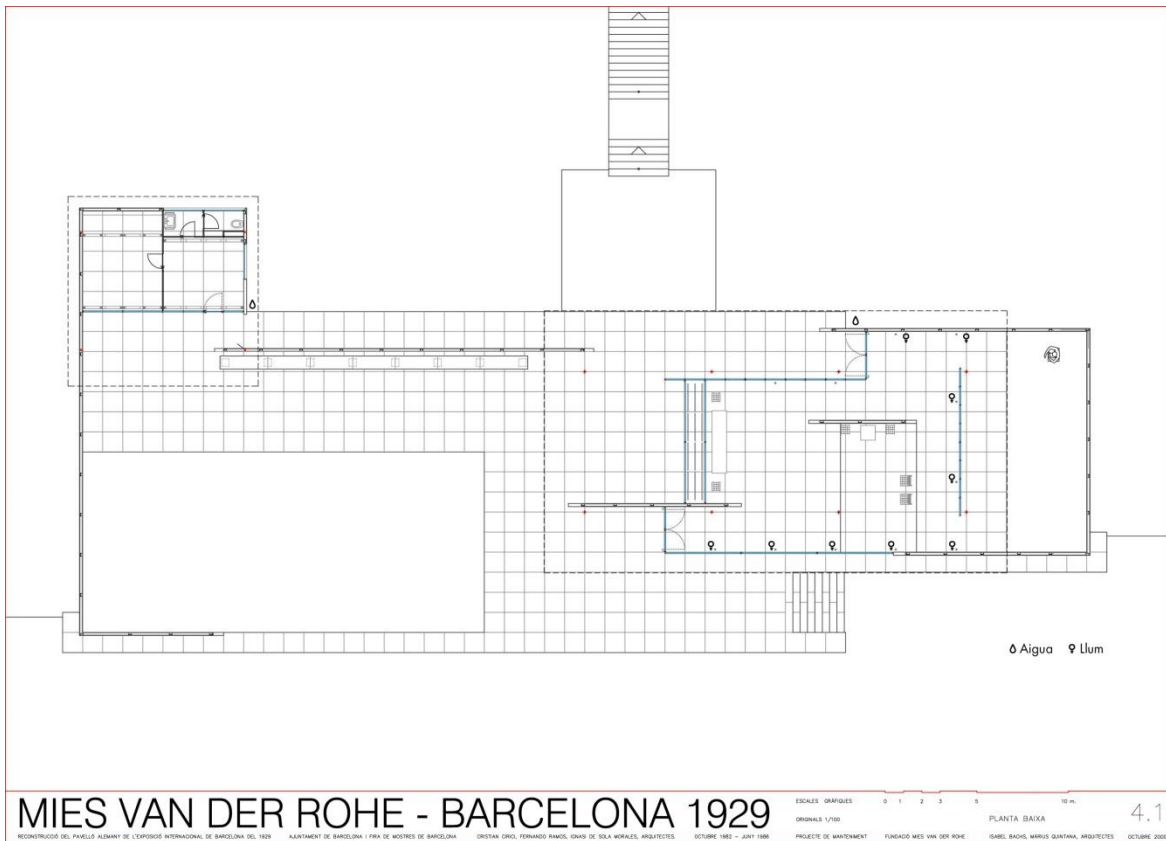 Aigua Llum
MIES VAN DER ROHE - BARCELONA 1929
RECONSTRUCCIÓ DEL PAVELLÓ ALEMANY DE L'EXPOSICIÓ INTERNACIONAL DE BARCELONA DEL 1929 AJUNTAMENT DE BARCELONA I FIRA DE MOSTRES DE BARCELONA CRISTIAN CIRICI, FERNANDO RAMOS, IGNASI DE SOLA MORALES, ARQUITECTES. OCTUBRE 1982 - JUNY 1986
ESCALES GRÀFIQUES 0 1 2 3 5 10 m.
ORIGINALS 1/100 PLANTA BAIXA 4.1
PROJECTE DE MANTENIMENT FUNDACIÓ MIES VAN DER ROHE ISABEL BACHS, MÀRIUS QUINTANA, ARQUITECTES OCTUBRE 2000